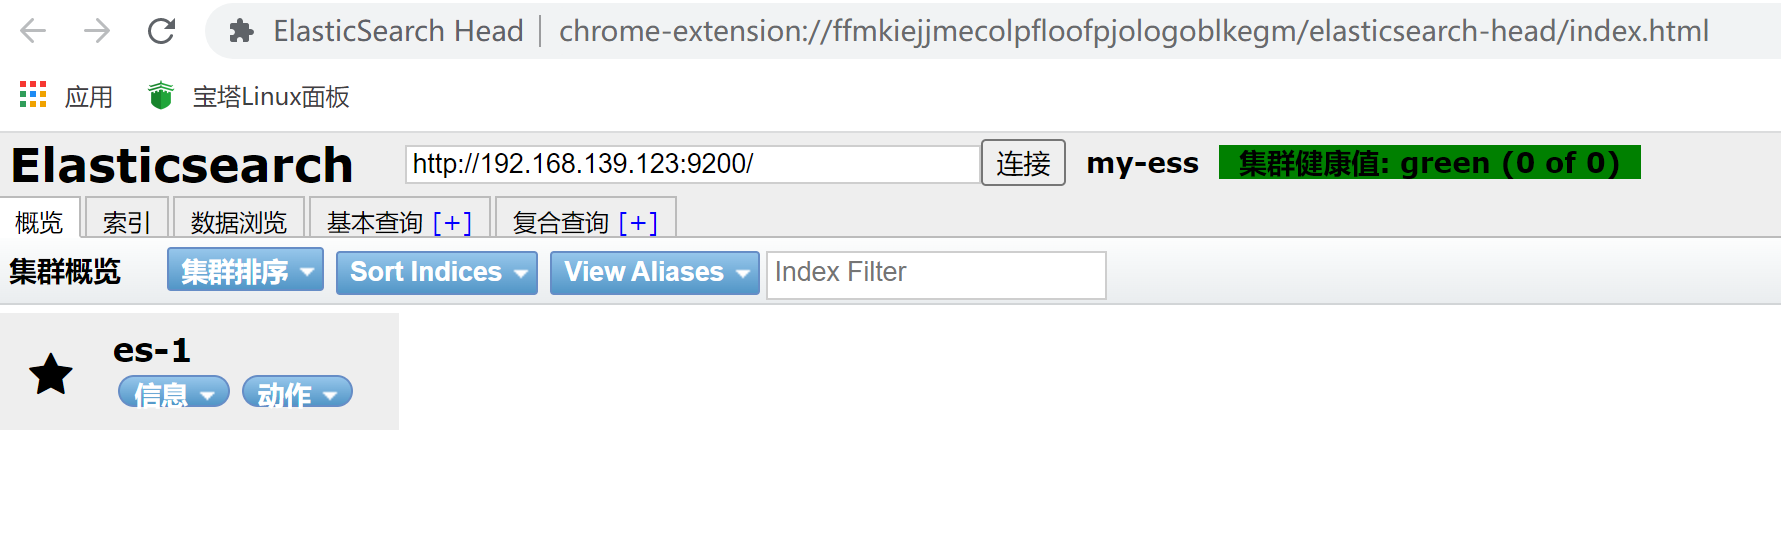 ElasticSearch Head | chrome-extension://ffmkiejjmecolpfloofpjologoblkegm/elasticsearch-head/index.html
应用 宝塔Linux面板
Elasticsearch http://192.168.139.123:9200/ 连接 my-ess 集群健康值: green (0 of 0)
概览 索引 数据浏览 基本查询 [+] 复合查询 [+]
集群概览 集群排序 Sort Indices View Aliases Index Filter
es-1
信息 动作